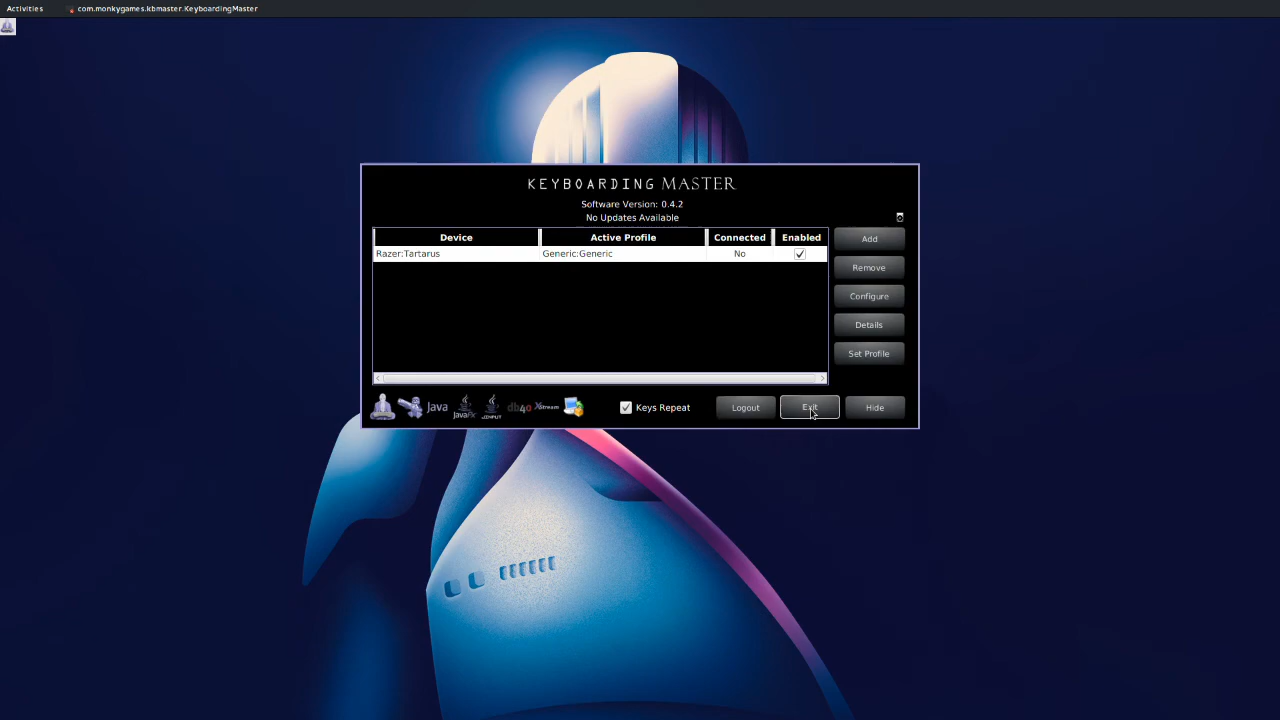 Activities com.monkygames.kbmaster.KeyboardingMaster
KEYBOARDING MASTER
Software Version: 0.4.2
No Updates Available
Device Active Profile Connected Enabled
Razer:Tartarus Generic:Generic No
Add
Remove
Configure
Details
Set Profile
Java JavaFx JINPUT db4o XStream Keys Repeat Logout Exit Hide